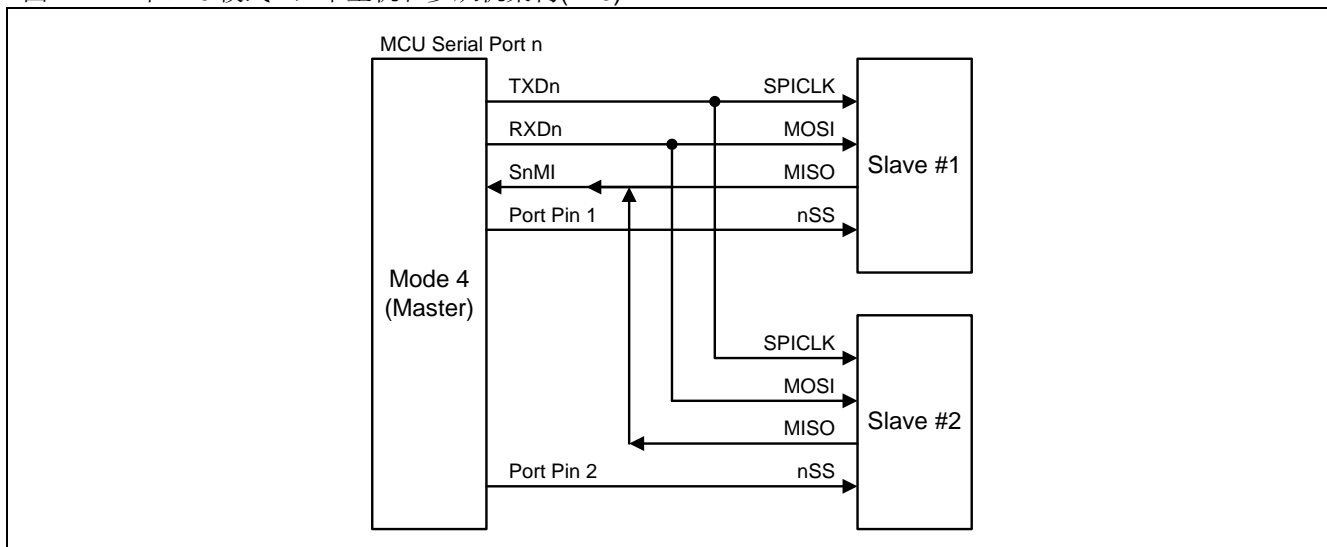 MCU Serial Port n
TXDn
SPICLK
RXDn
MOSI
SnMI
MISO
Port Pin 1
nSS
Slave #1
Mode 4
(Master)
SPICLK
MOSI
MISO
Slave #2
Port Pin 2
nSS